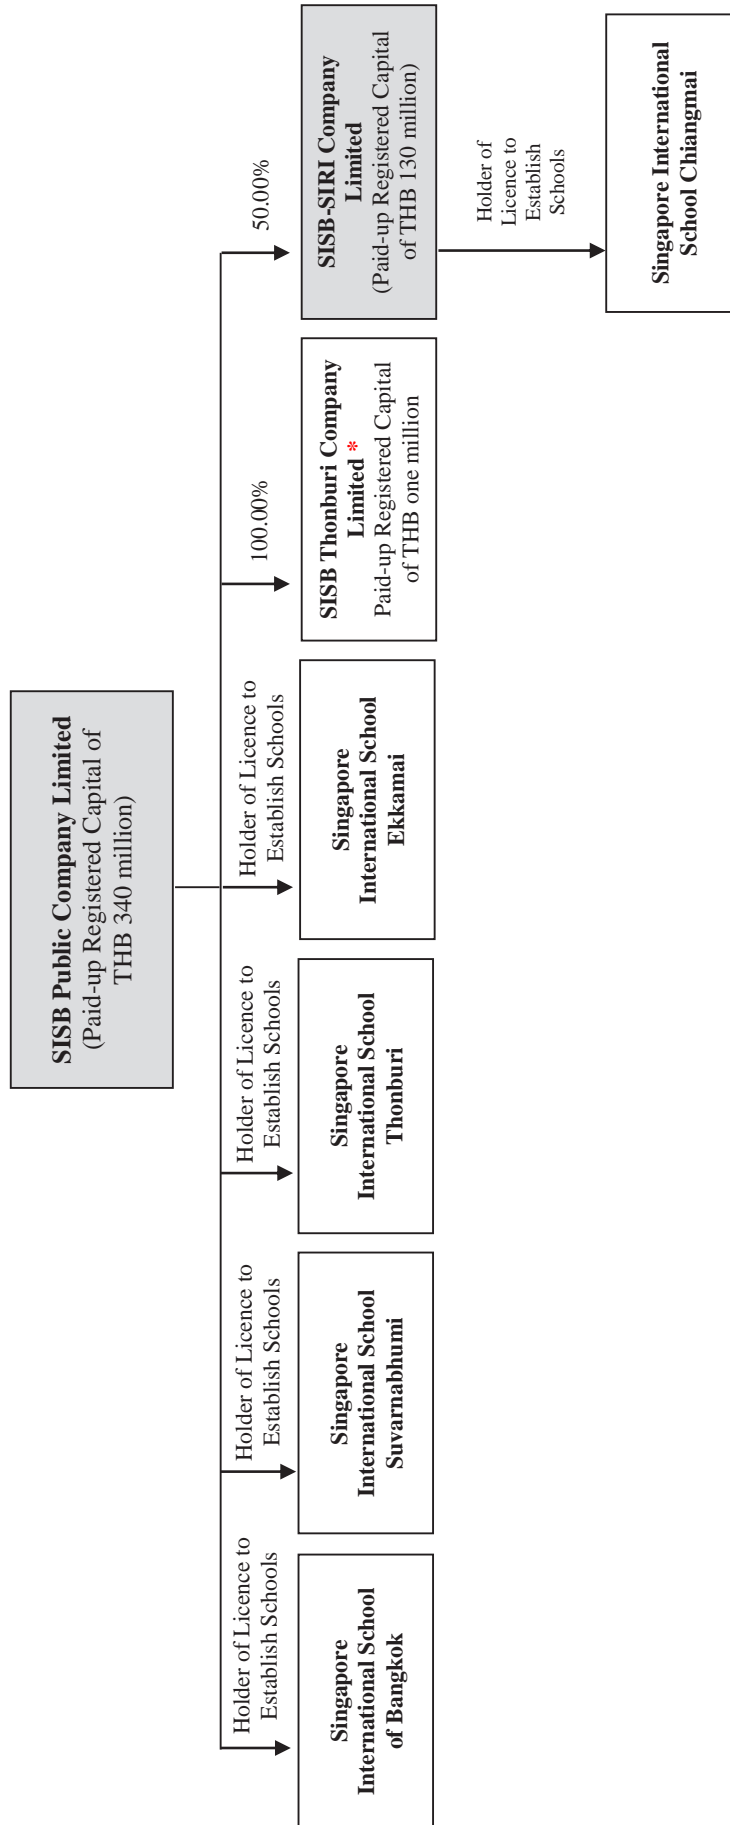 SISB Public Company Limited
(Paid-up Registered Capital of
THB 340 million)
Holder of Licence to
Establish Schools
Holder of Licence to
Establish Schools
Holder of Licence to
Establish Schools
Holder of Licence to
Establish Schools
100.00%
50.00%
Singapore
International School
of Bangkok
Singapore
International School
Suvarnabhumi
Singapore
International School
Thonburi
Singapore
International School
Ekkamai
SISB Thonburi Company
Limited *
Paid-up Registered Capital
of THB one million
SISB-SIRI Company
Limited
(Paid-up Registered Capital
of THB 130 million)
Holder of
Licence to
Establish
Schools
Singapore International
School Chiangmai